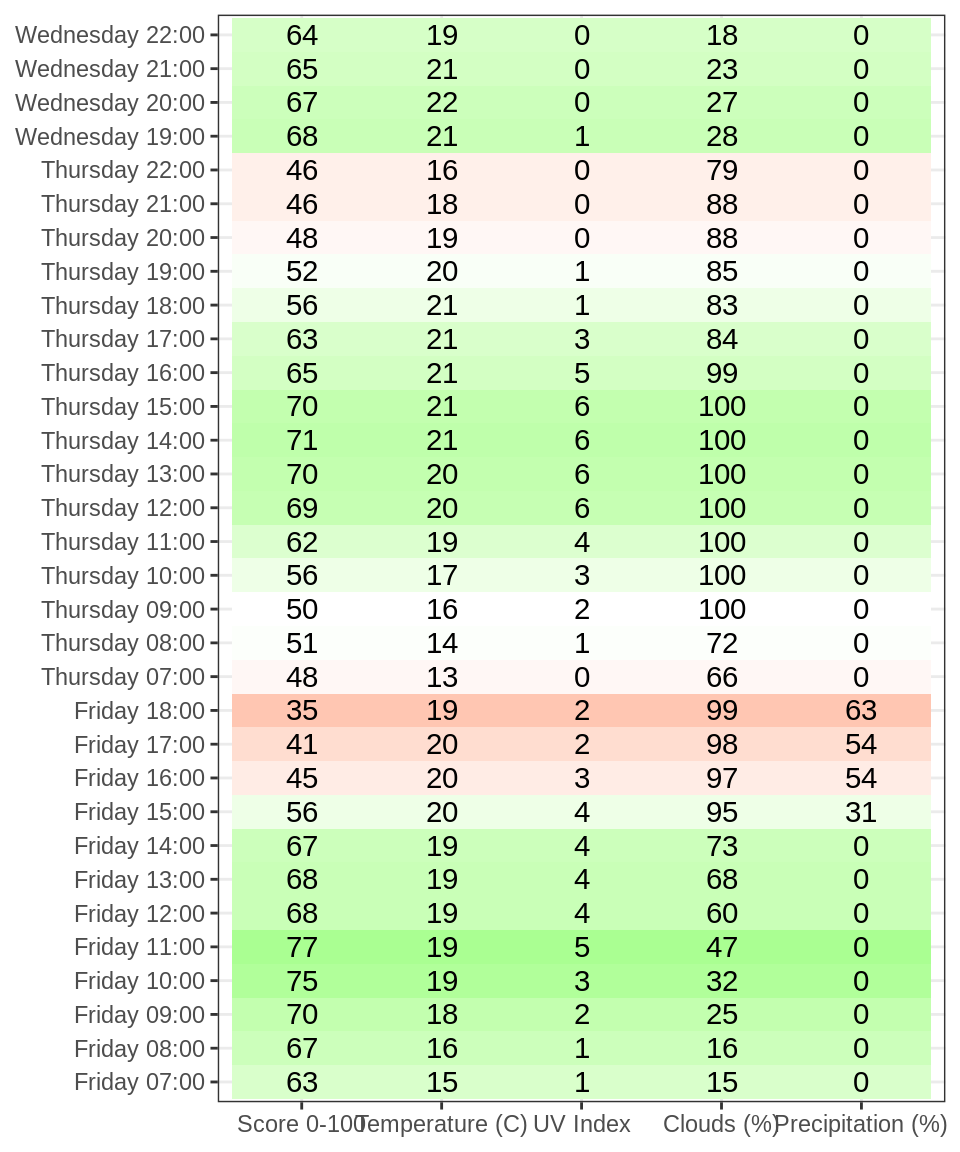 Wednesday 22:00 64 19 0 18 0
Wednesday 21:00 65 21 0 23 0
Wednesday 20:00 67 22 0 27 0
Wednesday 19:00 68 21 1 28 0
Thursday 22:00 46 16 0 79 0
Thursday 21:00 46 18 0 88 0
Thursday 20:00 48 19 0 88 0
Thursday 19:00 52 20 1 85 0
Thursday 18:00 56 21 1 83 0
Thursday 17:00 63 21 3 84 0
Thursday 16:00 65 21 5 99 0
Thursday 15:00 70 21 6 100 0
Thursday 14:00 71 21 6 100 0
Thursday 13:00 70 20 6 100 0
Thursday 12:00 69 20 6 100 0
Thursday 11:00 62 19 4 100 0
Thursday 10:00 56 17 3 100 0
Thursday 09:00 50 16 2 100 0
Thursday 08:00 51 14 1 72 0
Thursday 07:00 48 13 0 66 0
Friday 18:00 35 19 2 99 63
Friday 17:00 41 20 2 98 54
Friday 16:00 45 20 3 97 54
Friday 15:00 56 20 4 95 31
Friday 14:00 67 19 4 73 0
Friday 13:00 68 19 4 68 0
Friday 12:00 68 19 4 60 0
Friday 11:00 77 19 5 47 0
Friday 10:00 75 19 3 32 0
Friday 09:00 70 18 2 25 0
Friday 08:00 67 16 1 16 0
Friday 07:00 63 15 1 15 0
Score 0-100 Temperature (C) UV Index Clouds (%) Precipitation (%)